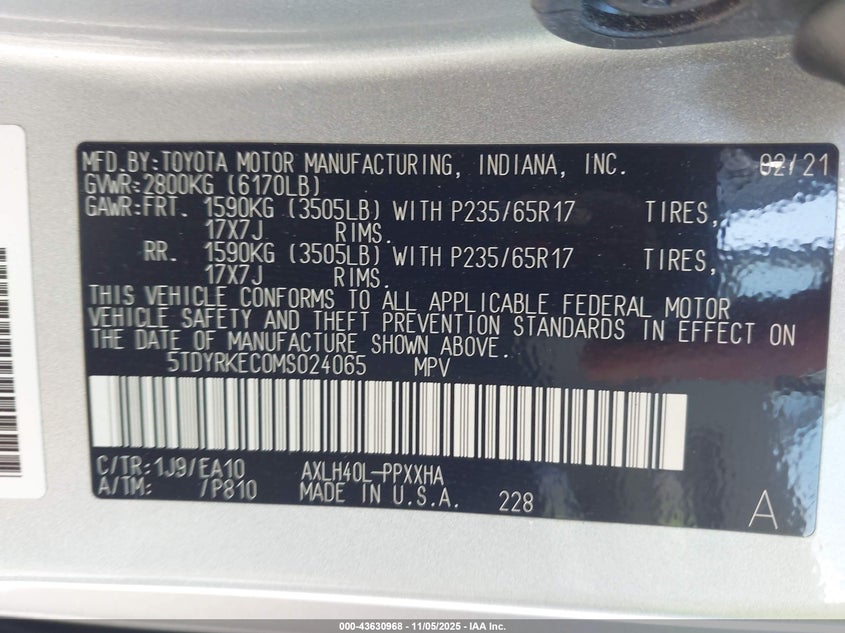 MFD.BY:TOYOTA MOTOR MANUFACTURING, INDIANA, INC. 02/21
GVWR:2800KG (6170LB)
GAWR:FRT. 1590KG (3505LB) WITH P235/65R17 TIRES,
17X7J RIMS.
RR. 1590KG (3505LB) WITH P235/65R17 TIRES,
17X7J RIMS.
THIS VEHICLE CONFORMS TO ALL APPLICABLE FEDERAL MOTOR
VEHICLE SAFETY AND THEFT PREVENTION STANDARDS IN EFFECT ON
THE DATE OF MANUFACTURE SHOWN ABOVE.
5TDYRKEC0MS024065 MPV
C/TR:1J9/EA10 AXLH40L-PPXXHA
A/TM: /P810 MADE IN U.S.A. 228
A
000-43630968 - 11/05/2025 - IAA Inc.